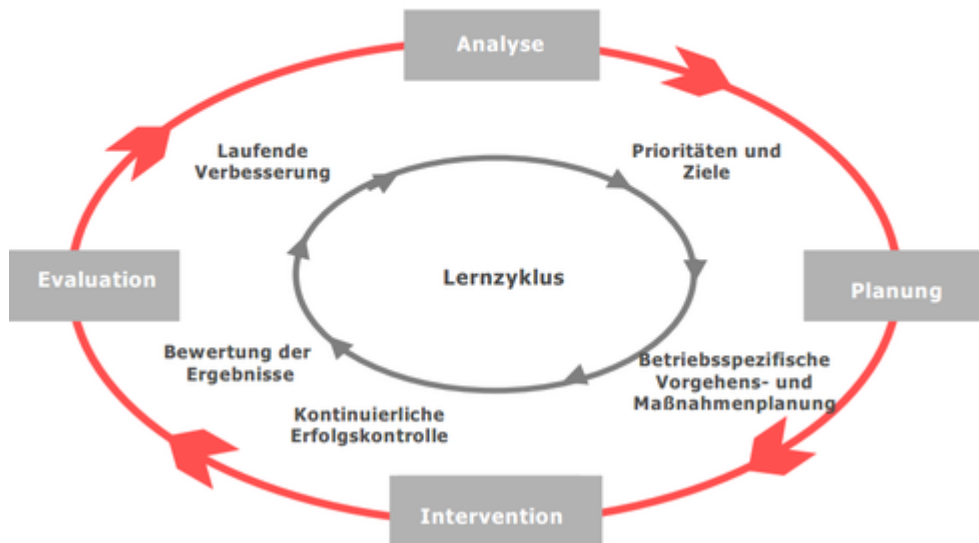 Analyse
Laufende
Verbesserung
Prioritäten und
Ziele
Evaluation
Lernzyklus
Planung
Bewertung der
Ergebnisse
Betriebsspezifische
Vorgehens- und
Maßnahmenplanung
Kontinuierliche
Erfolgskontrolle
Intervention